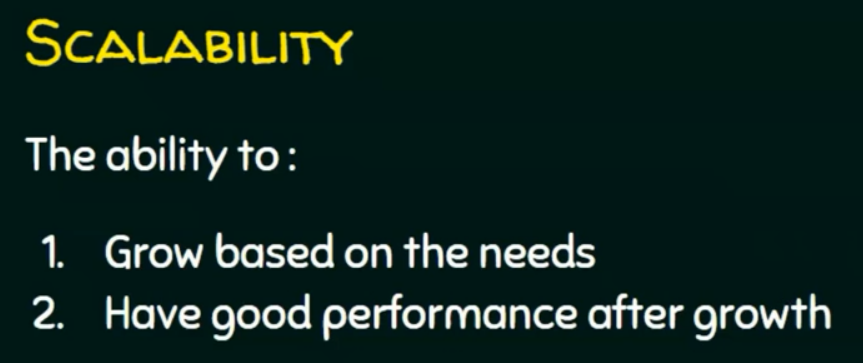 SCALABILITY
The ability to :
1. Grow based on the needs
2. Have good performance after growth